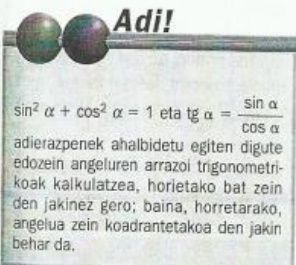 Adi!
sin² α + cos² α = 1 eta tg α = sin α / cos α
adierazpenek ahalbidetu egiten digute
edozein angeluren arrazoi trigonometri-
koak kalkulatzea, horietako bat zein
den jakinez gero; baina, horretarako,
angelua zein koadrantetakoa den jakin
behar da.